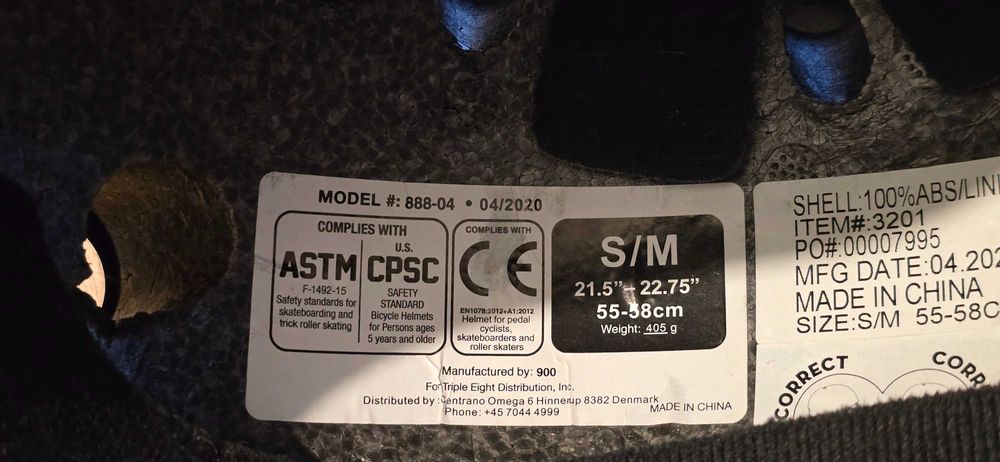 MODEL #: 888-04 • 04/2020
COMPLIES WITH
ASTM
F-1492-15
Safety standards for
skateboarding and
trick roller skating
U.S.
CPSC
SAFETY
STANDARD
Bicycle Helmets
for Persons ages
5 years and older
COMPLIES WITH
CE
EN1078:2012+A1:2012
Helmet for pedal
cyclists,
skateboarders and
roller skaters
S/M
21.5” - 22.75”
55-58cm
Weight: 405 g
Manufactured by: 900
For Triple Eight Distribution, Inc.
Distributed by: Centrano Omega 6 Hinnerup 8382 Denmark
Phone: +45 7044 4999
MADE IN CHINA
SHELL:100%ABS/LIN
ITEM#:3201
PO#:00007995
MFG DATE:04.202
MADE IN CHINA
SIZE:S/M 55-58C
CORRECT
CORR